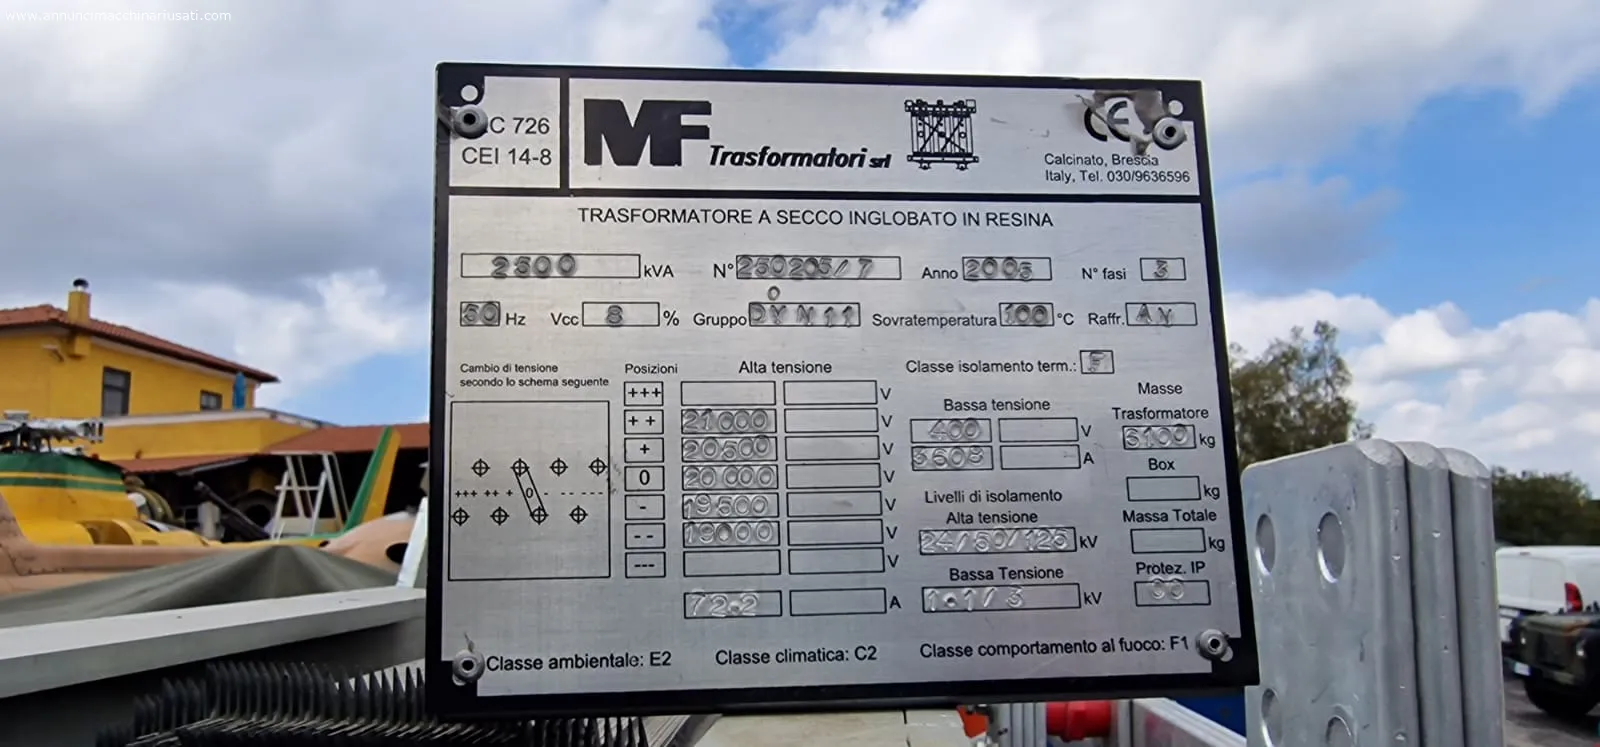 www.annuncimacchinariusati.com
C 726
CEI 14-8
MF
Trasformatori srl
CE
Calcinato, Brescia
Italy, Tel. 030/9636596
TRASFORMATORE A SECCO INGLOBATO IN RESINA
2500 kVA N° 250205/7 Anno 2005 N° fasi 3
50 Hz Vcc 8 % Gruppo DYN11 Sovratemperatura 100 °C Raffr. AN
Cambio di tensione
secondo lo schema seguente
+++ ++ + 0 - - - - - - - -
Posizioni Alta tensione
+++ V
++ 21000 V
+ 20500 V
0 20000 V
- 19500 V
-- 19000 V
--- V
72.2 A
Classe isolamento term.: F
Bassa tensione
400 V
3608 A
Livelli di isolamento
Alta tensione
24/50/125 kV
Bassa Tensione
1.1/3 kV
Masse
Trasformatore
kg
Box
kg
Massa Totale
kg
Protez. IP
00
Classe ambientale: E2 Classe climatica: C2 Classe comportamento al fuoco: F1